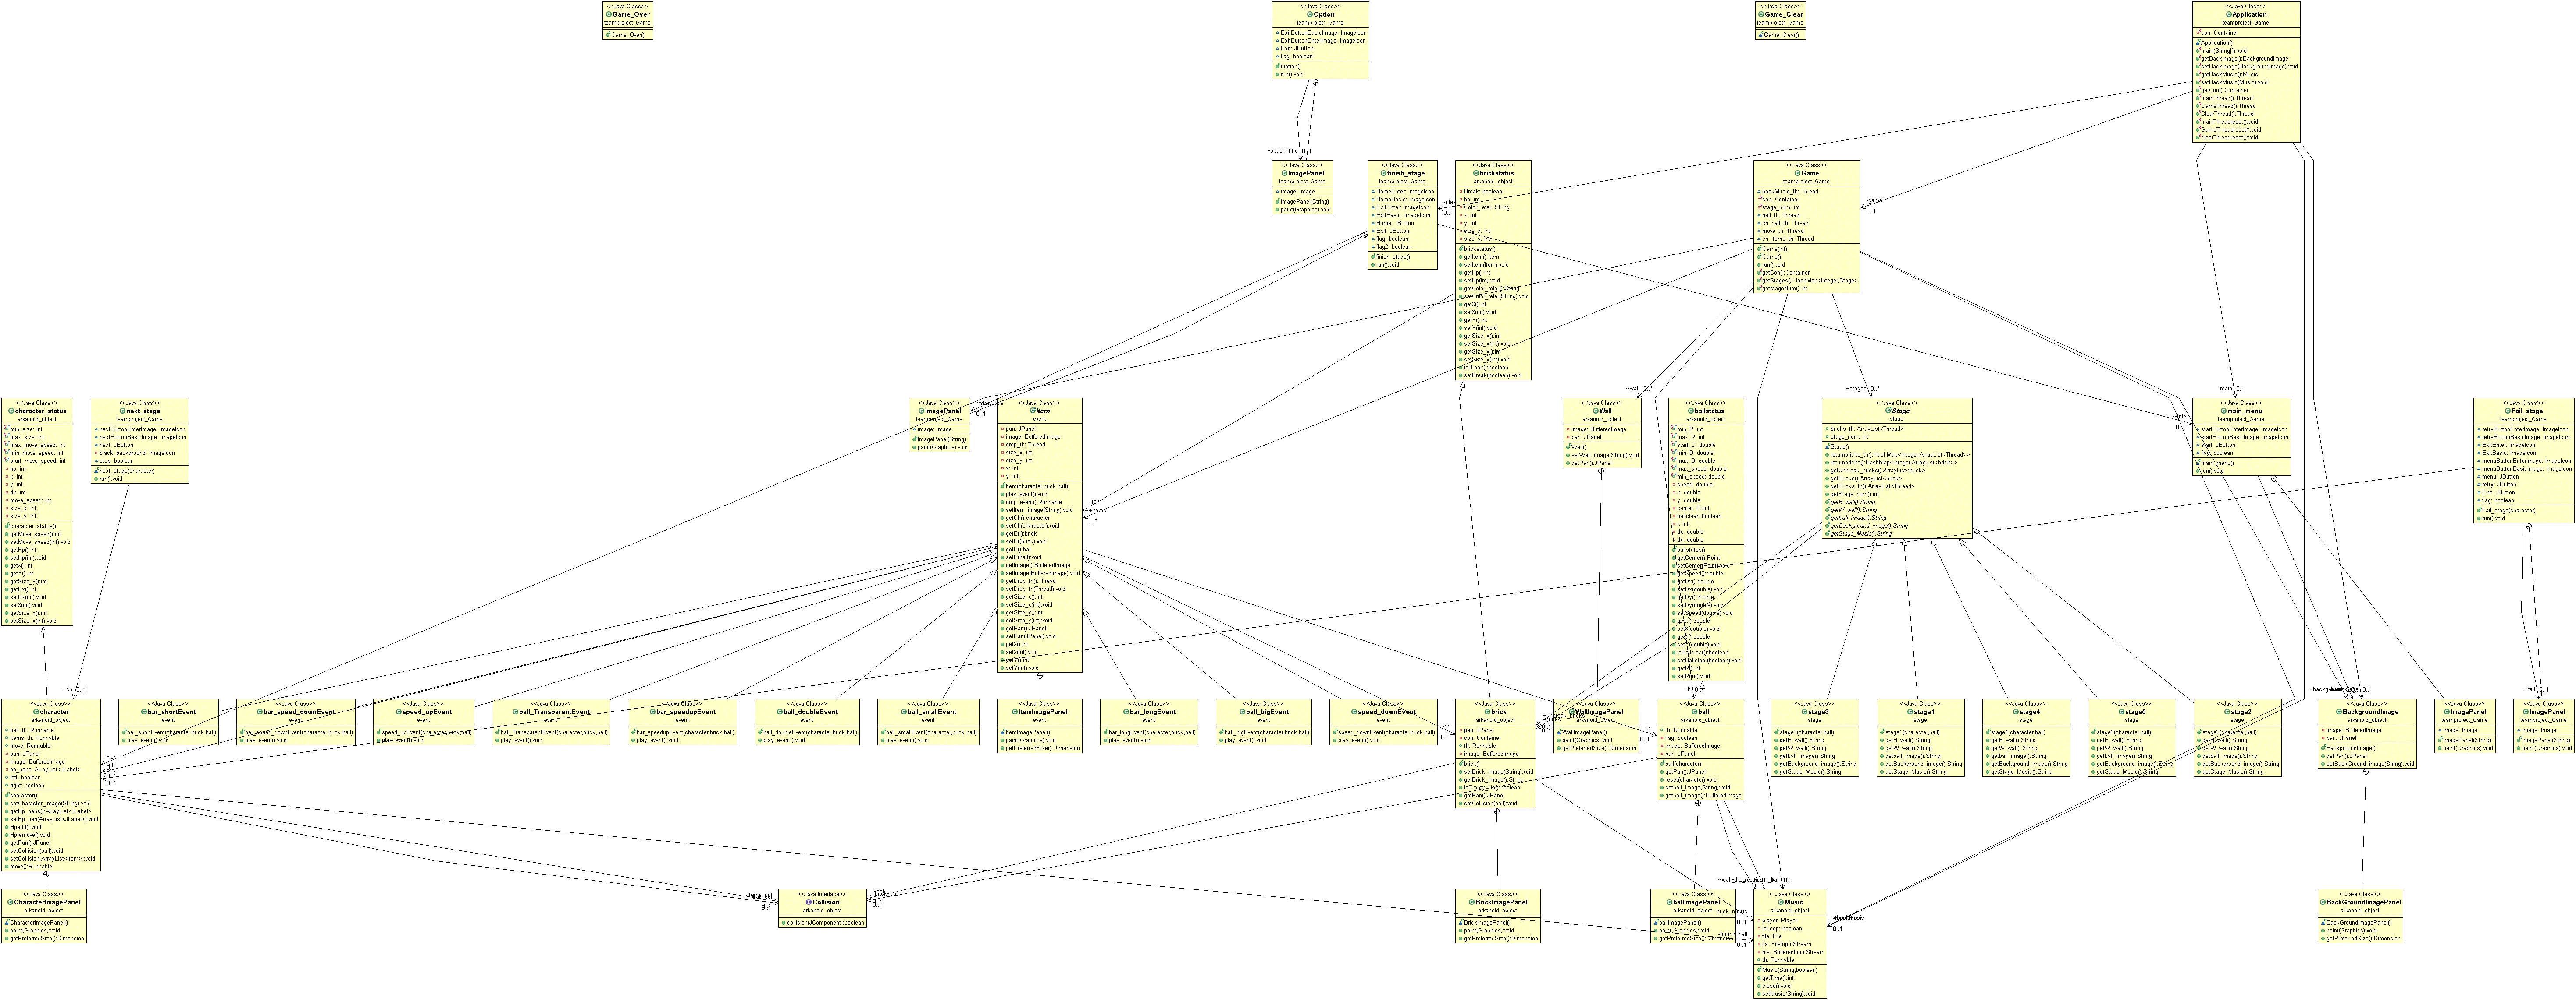 <<Java Class>>
Game_Over
teamproject_Game
Game_Over()
<<Java Class>>
Option
teamproject_Game
ExitButtonBasicImage: ImageIcon
ExitButtonEnterImage: ImageIcon
Exit: JButton
flag: boolean
Option()
run():void
<<Java Class>>
Game_Clear
teamproject_Game
Game_Clear()
<<Java Class>>
Application
teamproject_Game
con: Container
Application()
main(String[]):void
getBackImage():BackgroundImage
setBackImage(BackgroundImage):void
getBackMusic():Music
setBackMusic(Music):void
getCon():Container
mainThread():Thread
GameThread():Thread
ClearThread():Thread
mainThreadreset():void
GameThreadreset():void
clearThreadreset():void
~option_title 0..1
<<Java Class>>
ImagePanel
teamproject_Game
image: Image
ImagePanel(String)
paint(Graphics):void
<<Java Class>>
finish_stage
teamproject_Game
HomeEnter: ImageIcon
HomeBasic: ImageIcon
ExitEnter: ImageIcon
ExitBasic: ImageIcon
Home: JButton
Exit: JButton
flag: boolean
flag2: boolean
finish_stage()
run():void
-clear
0..1
<<Java Class>>
brickstatus
arkanoid_object
Break: boolean
hp: int
Color_refer: String
x: int
y: int
size_x: int
size_y: int
brickstatus()
getItem():Item
setItem(Item):void
getHp():int
setHp(int):void
getColor_refer():String
setColor_refer(String):void
getX():int
setX(int):void
getY():int
setY(int):void
getSize_x():int
setSize_x(int):void
getSize_y():int
setSize_y(int):void
isBreak():boolean
setBreak(boolean):void
<<Java Class>>
Game
teamproject_Game
backMusic_th: Thread
con: Container
stage_num: int
ball_th: Thread
ch_ball_th: Thread
move_th: Thread
ch_items_th: Thread
Game(int)
Game()
run():void
getCon():Container
getStages():HashMap<Integer,Stage>
getstageNum():int
-game
0..1
~wall 0..*
+stages 0..*
-main 0..1
<<Java Class>>
character_status
arkanoid_object
min_size: int
max_size: int
max_move_speed: int
min_move_speed: int
start_move_speed: int
hp: int
x: int
y: int
dx: int
move_speed: int
size_x: int
size_y: int
character_status()
getMove_speed():int
setMove_speed(int):void
getHp():int
setHp(int):void
getX():int
getY():int
getSize_y():int
getDx():int
setDx(int):void
setX(int):void
getSize_x():int
setSize_x(int):void
<<Java Class>>
next_stage
teamproject_Game
nextButtonEnterImage: ImageIcon
nextButtonBasicImage: ImageIcon
next: JButton
black_background: ImageIcon
stop: boolean
next_stage(character)
run():void
<<Java Class>>
ImagePanel
teamproject_Game
image: Image
ImagePanel(String)
paint(Graphics):void
0..1
<<Java Class>>
Item
event
pan: JPanel
image: BufferedImage
drop_th: Thread
size_x: int
size_y: int
x: int
y: int
Item(character,brick,ball)
play_event():void
drop_event():Runnable
setItem_image(String):void
getCh():character
setCh(character):void
getBr():brick
setBr(brick):void
getB():ball
setB(ball):void
getImage():BufferedImage
setImage(BufferedImage):void
getDrop_th():Thread
setDrop_th(Thread):void
getSize_x():int
setSize_x(int):void
getSize_y():int
setSize_y(int):void
getPan():JPanel
setPan(JPanel):void
getX():int
setX(int):void
getY():int
setY(int):void
-Item
0..*
<<Java Class>>
Wall
arkanoid_object
image: BufferedImage
pan: JPanel
Wall()
setWall_image(String):void
getPan():JPanel
<<Java Class>>
ballstatus
arkanoid_object
min_R: int
max_R: int
start_D: double
min_D: double
max_D: double
max_speed: double
min_speed: double
speed: double
x: double
y: double
center: Point
ballclear: boolean
r: int
dx: double
dy: double
ballstatus()
getCenter():Point
setCenter(Point):void
getSpeed():double
getDx():double
setDx(double):void
getDy():double
setDy(double):void
setSpeed(double):void
getX():double
setX(double):void
getY():double
setY(double):void
isBallclear():boolean
setBallclear(boolean):void
getR():int
setR(int):void
<<Java Class>>
Stage
stage
bricks_th: ArrayList<Thread>
stage_num: int
Stage()
returnbricks_th():HashMap<Integer,ArrayList<Thread>>
returnbricks():HashMap<Integer,ArrayList<brick>>
getUnbreak_bricks():ArrayList<brick>
getBricks():ArrayList<brick>
getBricks_th():ArrayList<Thread>
getStage_num():int
getH_wall():String
getW_wall():String
getball_image():String
getBackground_image():String
getStage_Music():String
~title
0..1
<<Java Class>>
main_menu
teamproject_Game
startButtonEnterImage: ImageIcon
startButtonBasicImage: ImageIcon
start: JButton
ExitEnter: ImageIcon
ExitBasic: ImageIcon
flag: boolean
main_menu()
run():void
<<Java Class>>
Fail_stage
teamproject_Game
retryButtonEnterImage: ImageIcon
retryButtonBasicImage: ImageIcon
ExitEnter: ImageIcon
ExitBasic: ImageIcon
menuButtonEnterImage: ImageIcon
menuButtonBasicImage: ImageIcon
menu: JButton
retry: JButton
Exit: JButton
flag: boolean
Fail_stage(character)
run():void
~ch 0..1
<<Java Class>>
character
arkanoid_object
ball_th: Runnable
items_th: Runnable
move: Runnable
pan: JPanel
image: BufferedImage
hp_pans: ArrayList<JLabel>
left: boolean
right: boolean
character()
setCharacter_image(String):void
getHp_pans():ArrayList<JLabel>
setHp_pan(ArrayList<JLabel>):void
Hpadd():void
Hpremove():void
getPan():JPanel
setCollision(ball):void
setCollision(ArrayList<Item>):void
move():Runnable
~ch
0..1
<<Java Class>>
bar_shortEvent
event
bar_shortEvent(character,brick,ball)
play_event():void
<<Java Class>>
bar_speed_downEvent
event
bar_speed_downEvent(character,brick,ball)
play_event():void
<<Java Class>>
speed_upEvent
event
speed_upEvent(character,brick,ball)
play_event():void
<<Java Class>>
ball_TransparentEvent
event
ball_TransparentEvent(character,brick,ball)
play_event():void
<<Java Class>>
bar_speedupEvent
event
bar_speedupEvent(character,brick,ball)
play_event():void
<<Java Class>>
ball_doubleEvent
event
ball_doubleEvent(character,brick,ball)
play_event():void
<<Java Class>>
ball_smallEvent
event
ball_smallEvent(character,brick,ball)
play_event():void
<<Java Class>>
ItemImagePanel
event
ItemImagePanel()
paint(Graphics):void
getPreferredSize():Dimension
<<Java Class>>
bar_longEvent
event
bar_longEvent(character,brick,ball)
play_event():void
<<Java Class>>
ball_bigEvent
event
ball_bigEvent(character,brick,ball)
play_event():void
<<Java Class>>
speed_downEvent
event
speed_downEvent(character,brick,ball)
play_event():void
-br
0..1
<<Java Class>>
brick
arkanoid_object
pan: JPanel
con: Container
th: Runnable
image: BufferedImage
brick()
setBrick_image(String):void
getBrick_image():String
isEmpty_Hp():boolean
getPan():JPanel
setCollision(ball):void
<<Java Class>>
WallImagePanel
arkanoid_object
WallImagePanel()
paint(Graphics):void
getPreferredSize():Dimension
-b
0..1
~b 0..1
<<Java Class>>
ball
arkanoid_object
th: Runnable
flag: boolean
image: BufferedImage
pan: JPanel
ball(character)
getPan():JPanel
reset(character):void
setball_image(String):void
getball_image():BufferedImage
<<Java Class>>
stage3
stage
stage3(character,ball)
getH_wall():String
getW_wall():String
getball_image():String
getBackground_image():String
getStage_Music():String
<<Java Class>>
stage1
stage
stage1(character,ball)
getH_wall():String
getW_wall():String
getball_image():String
getBackground_image():String
getStage_Music():String
<<Java Class>>
stage4
stage
stage4(character,ball)
getH_wall():String
getW_wall():String
getball_image():String
getBackground_image():String
getStage_Music():String
<<Java Class>>
stage5
stage
stage5(character,ball)
getH_wall():String
getW_wall():String
getball_image():String
getBackground_image():String
getStage_Music():String
<<Java Class>>
stage2
stage
stage2(character,ball)
getH_wall():String
getW_wall():String
getball_image():String
getBackground_image():String
getStage_Music():String
0..1
<<Java Class>>
BackgroundImage
arkanoid_object
image: BufferedImage
pan: JPanel
BackgroundImage()
getPan():JPanel
setBackGround_image(String):void
<<Java Class>>
ImagePanel
teamproject_Game
image: Image
ImagePanel(String)
paint(Graphics):void
~fail 0..1
<<Java Class>>
ImagePanel
teamproject_Game
image: Image
ImagePanel(String)
paint(Graphics):void
<<Java Class>>
CharacterImagePanel
arkanoid_object
CharacterImagePanel()
paint(Graphics):void
getPreferredSize():Dimension
0..1
<<Java Interface>>
Collision
arkanoid_object
collision(JComponent):boolean
0..1
<<Java Class>>
BrickImagePanel
arkanoid_object
BrickImagePanel()
paint(Graphics):void
getPreferredSize():Dimension
<<Java Class>>
ballImagePanel
arkanoid_object
ballImagePanel()
paint(Graphics):void
getPreferredSize():Dimension
~brick_music
0..1
-bound_ball
0..1
0..1
<<Java Class>>
Music
arkanoid_object
player: Player
isLoop: boolean
file: File
fis: FileInputStream
bis: BufferedInputStream
th: Runnable
Music(String,boolean)
getTime():int
close():void
setMusic(String):void
0..1
<<Java Class>>
BackGroundImagePanel
arkanoid_object
BackGroundImagePanel()
paint(Graphics):void
getPreferredSize():Dimension